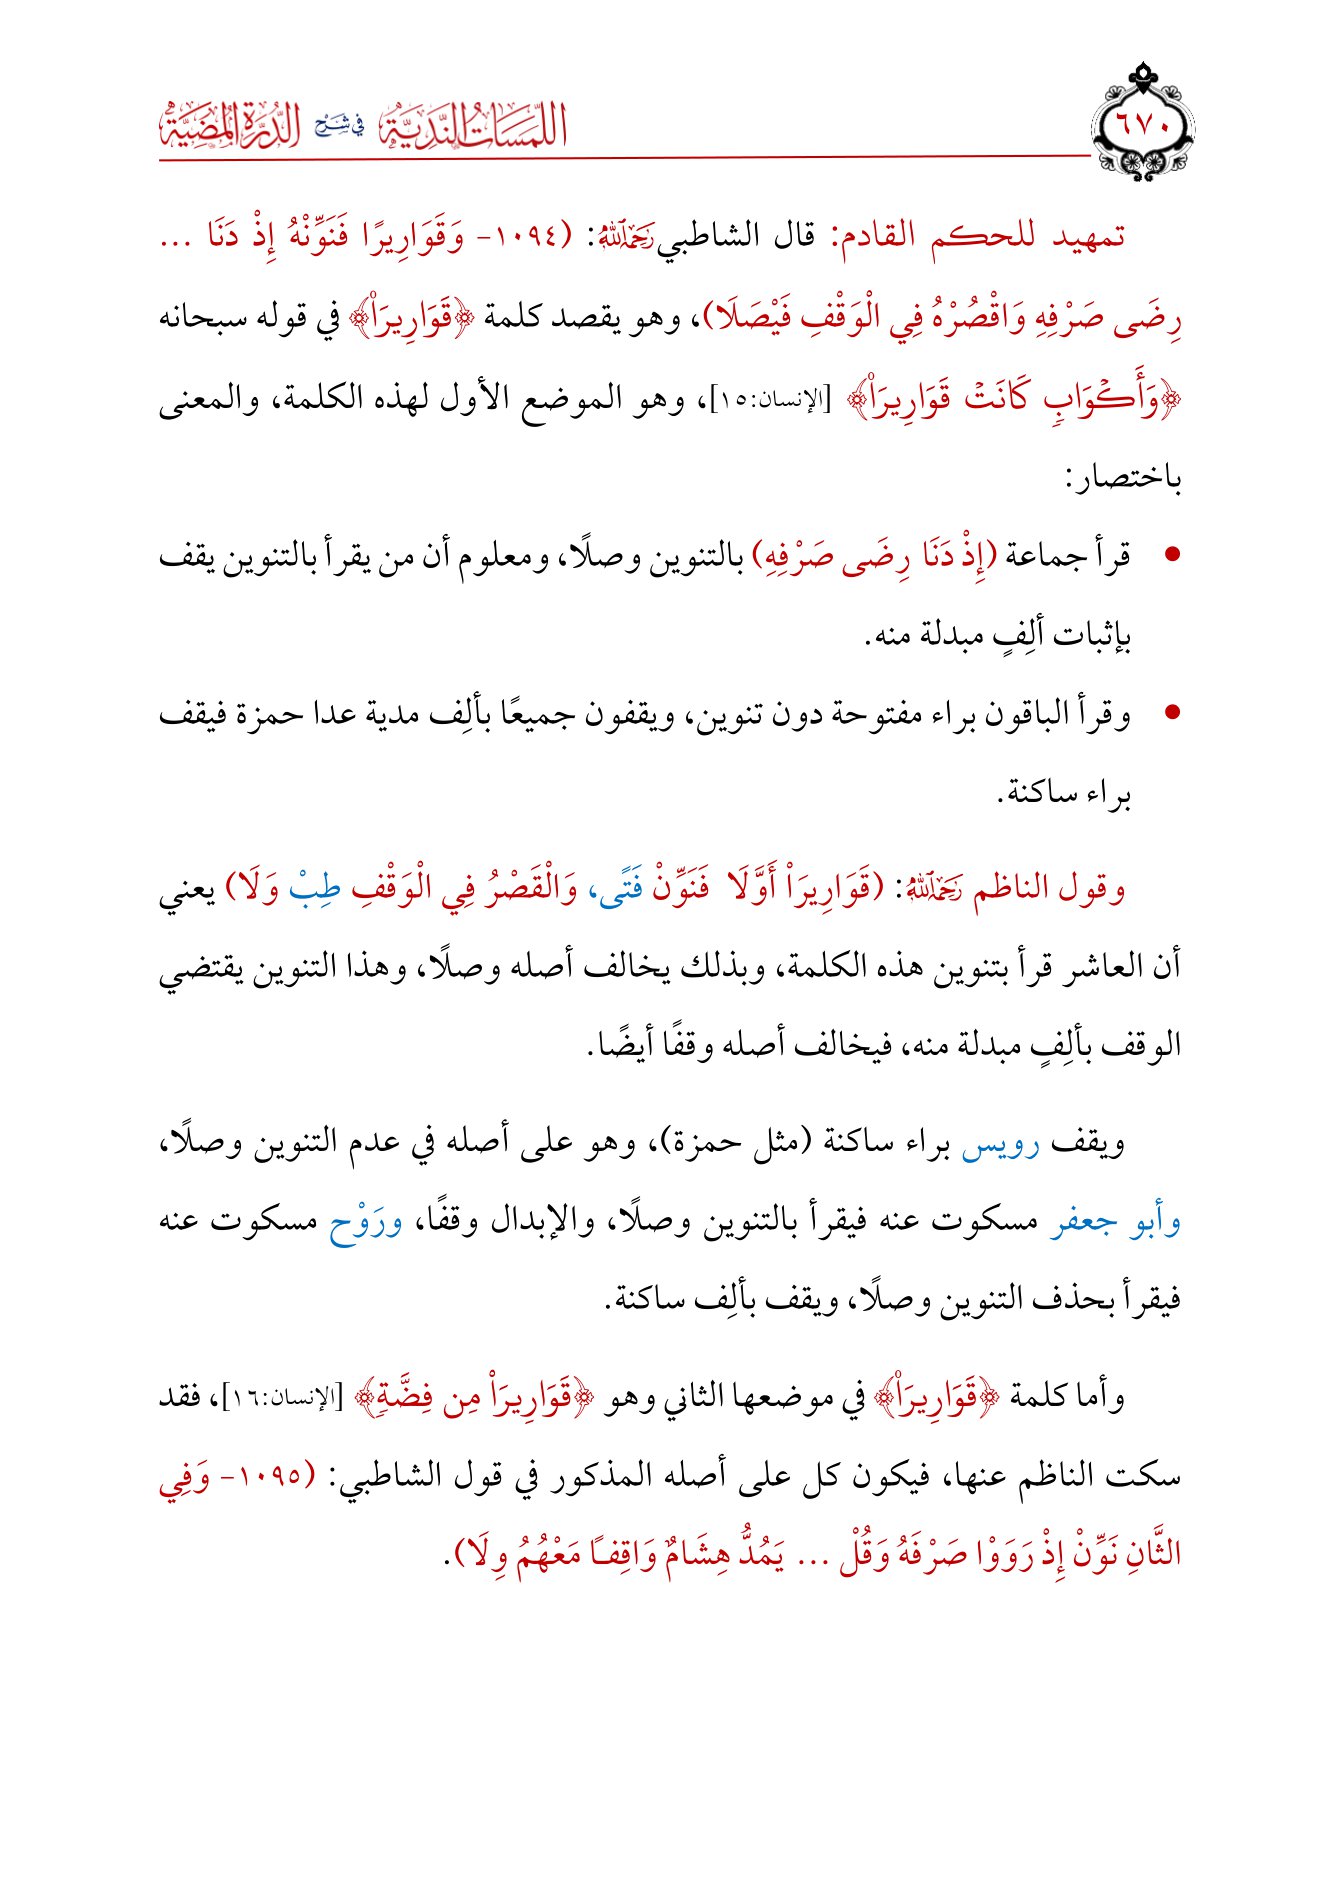 اللَّمَسَاتُ النَّدِيَّةُ في شَرْحِ الدُّرَّةِ الْمُضِيَّةِ
٦٧٠
تمهيد للحكم القادم: قال الشاطبي رَحِمَهُ اللَّهُ: (١٠٩٤- وَقَوَارِيرًا فَنَوِّنْهُ إِذْ دَنَا ...
رِضَى صَرْفِهِ وَاقْصُرْهُ فِي الْوَقْفِ فَيْصَلَا)، وهو يقصد كلمة ﴿قَوَارِيرَا۠﴾ في قوله سبحانه
﴿وَأَكْوَابٖ كَانَتْ قَوَارِيرَا۠﴾ [الإنسان:١٥]، وهو الموضع الأول لهذه الكلمة، والمعنى
باختصار:
• قرأ جماعة (إِذْ دَنَا رِضَى صَرْفِهِ) بالتنوين وصلًا، ومعلوم أن من يقرأ بالتنوين يقف
بإثبات ألِفٍ مبدلة منه.
• وقرأ الباقون براء مفتوحة دون تنوين، ويقفون جميعًا بألِف مدية عدا حمزة فيقف
براء ساكنة.
وقول الناظم رَحِمَهُ اللَّهُ: (قَوَارِيرَاْ أَوَّلَا فَنَوِّنْ فَتًى، وَالْقَصْرُ فِي الْوَقْفِ طِبْ وَلَا) يعني
أن العاشر قرأ بتنوين هذه الكلمة، وبذلك يخالف أصله وصلًا، وهذا التنوين يقتضي
الوقف بألِفٍ مبدلة منه، فيخالف أصله وقفًا أيضًا.
ويقف رويس براء ساكنة (مثل حمزة)، وهو على أصله في عدم التنوين وصلًا،
وأبو جعفر مسكوت عنه فيقرأ بالتنوين وصلًا، والإبدال وقفًا، ورَوْح مسكوت عنه
فيقرأ بحذف التنوين وصلًا، ويقف بألِف ساكنة.
وأما كلمة ﴿قَوَارِيرَا۠﴾ في موضعها الثاني وهو ﴿قَوَارِيرَاْ مِن فِضَّةٖ﴾ [الإنسان:١٦]، فقد
سكت الناظم عنها، فيكون كل على أصله المذكور في قول الشاطبي: (١٠٩٥- وَفِي
الثَّانِ نَوِّنْ إِذْ رَوَوْا صَرْفَهُ وَقُلْ ... يَمُدُّ هِشَامٌ وَاقِفًا مَعْهُمُ وِلَا).